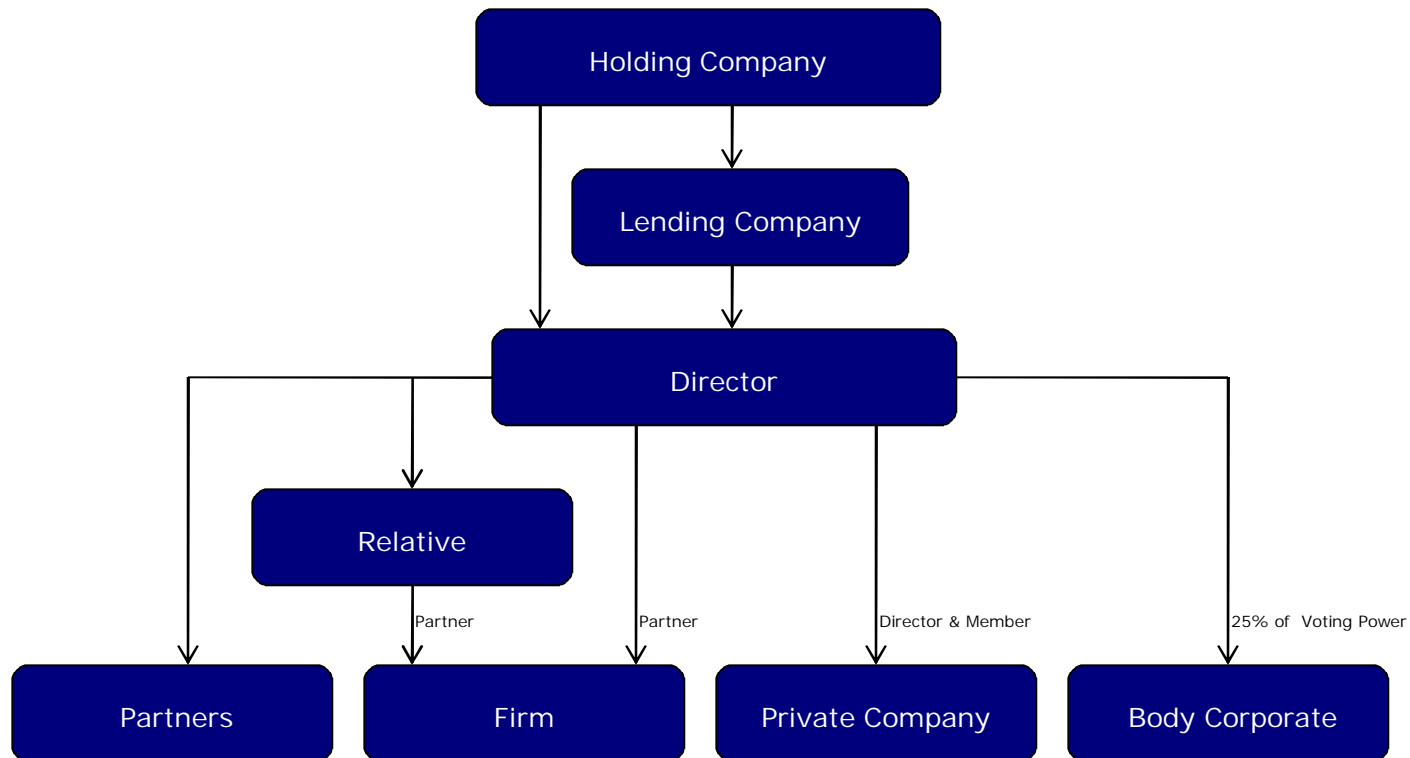 Holding Company
Lending Company
Director
Relative
Partner
Partner
Director & Member
25% of Voting Power
Partners
Firm
Private Company
Body Corporate